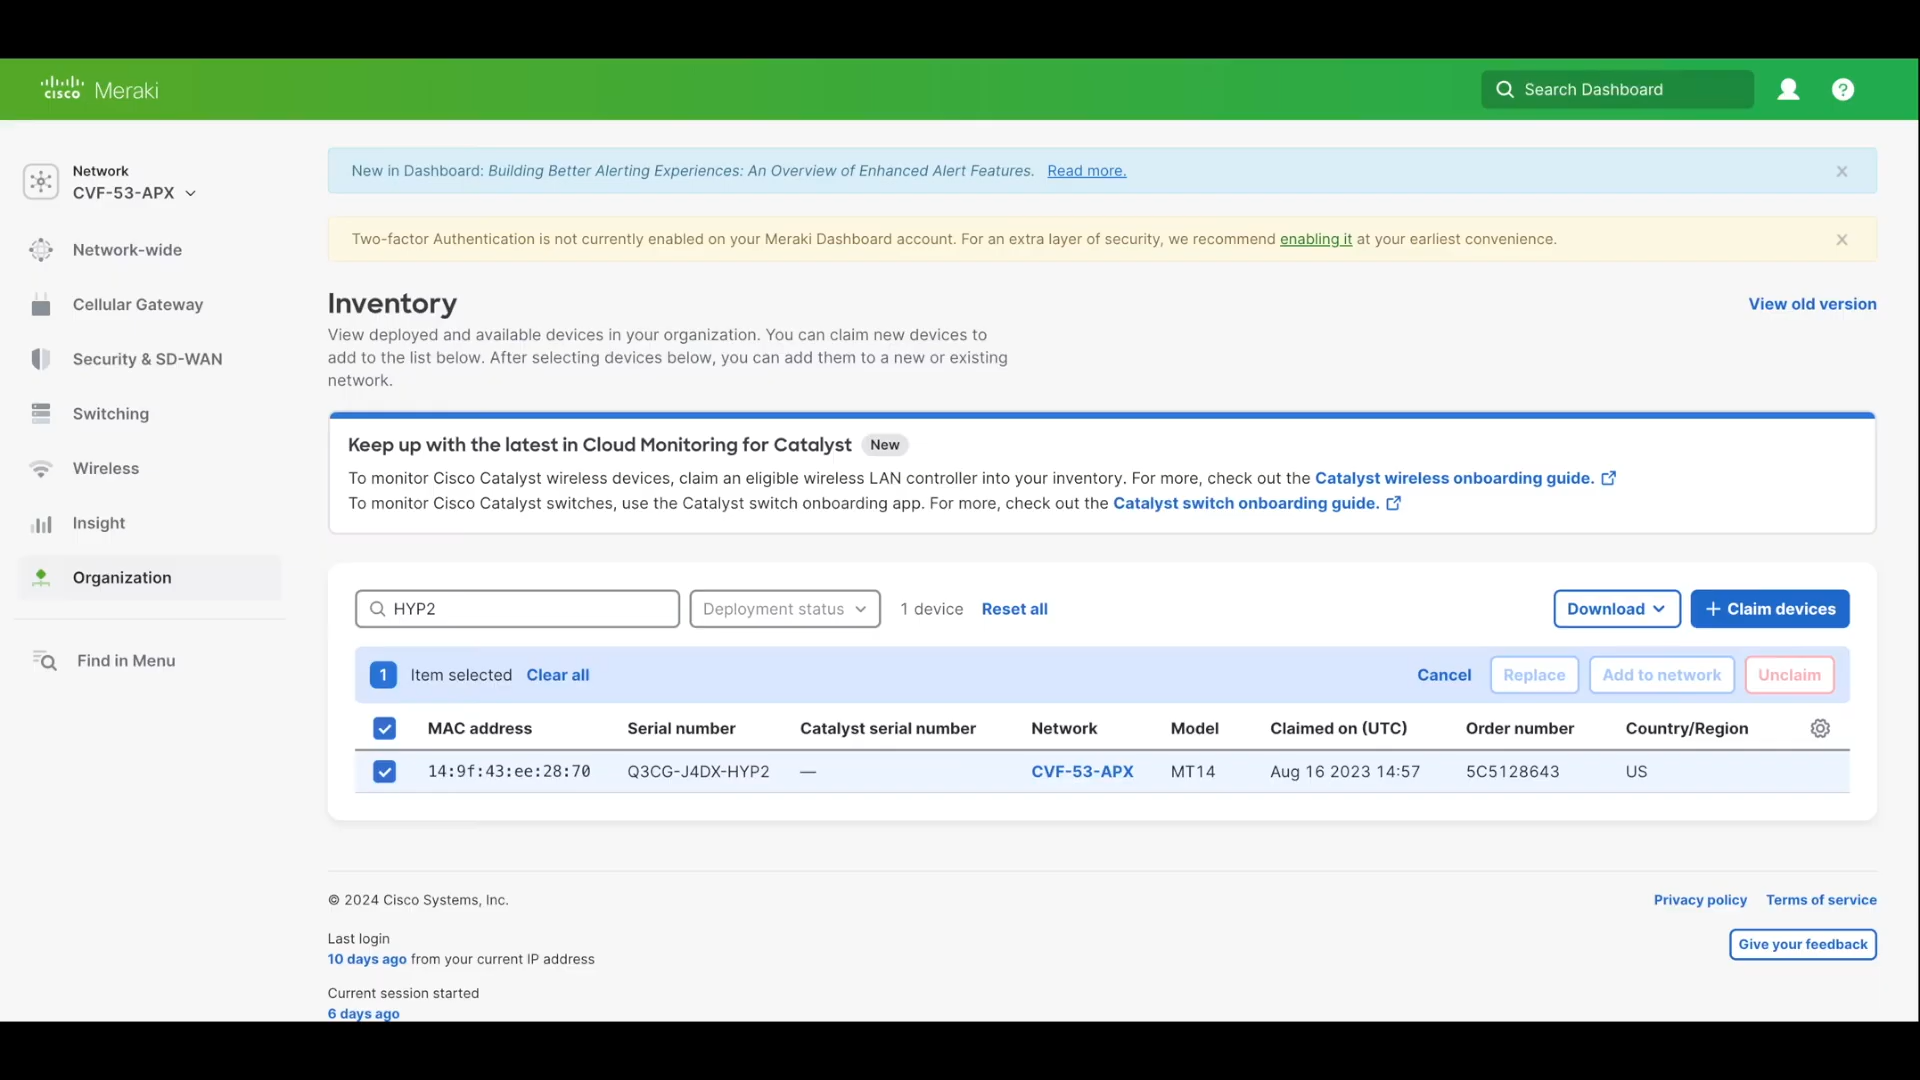 CISCO Meraki
Search Dashboard
Network
CVF-53-APX
Network-wide
Cellular Gateway
Security & SD-WAN
Switching
Wireless
Insight
Organization
Find in Menu
New in Dashboard: Building Better Alerting Experiences: An Overview of Enhanced Alert Features. Read more.
Two-factor Authentication is not currently enabled on your Meraki Dashboard account. For an extra layer of security, we recommend enabling it at your earliest convenience.
Inventory
View old version
View deployed and available devices in your organization. You can claim new devices to
add to the list below. After selecting devices below, you can add them to a new or existing
network.
Keep up with the latest in Cloud Monitoring for Catalyst New
To monitor Cisco Catalyst wireless devices, claim an eligible wireless LAN controller into your inventory. For more, check out the Catalyst wireless onboarding guide.
To monitor Cisco Catalyst switches, use the Catalyst switch onboarding app. For more, check out the Catalyst switch onboarding guide.
HYP2 Deployment status 1 device Reset all Download + Claim devices
1 Item selected Clear all Cancel Replace Add to network Unclaim
MAC address Serial number Catalyst serial number Network Model Claimed on (UTC) Order number Country/Region
14:9f:43:ee:28:70 Q3CG-J4DX-HYP2 — CVF-53-APX MT14 Aug 16 2023 14:57 5C5128643 US
© 2024 Cisco Systems, Inc.
Privacy policy Terms of service
Last login
10 days ago from your current IP address
Give your feedback
Current session started
6 days ago